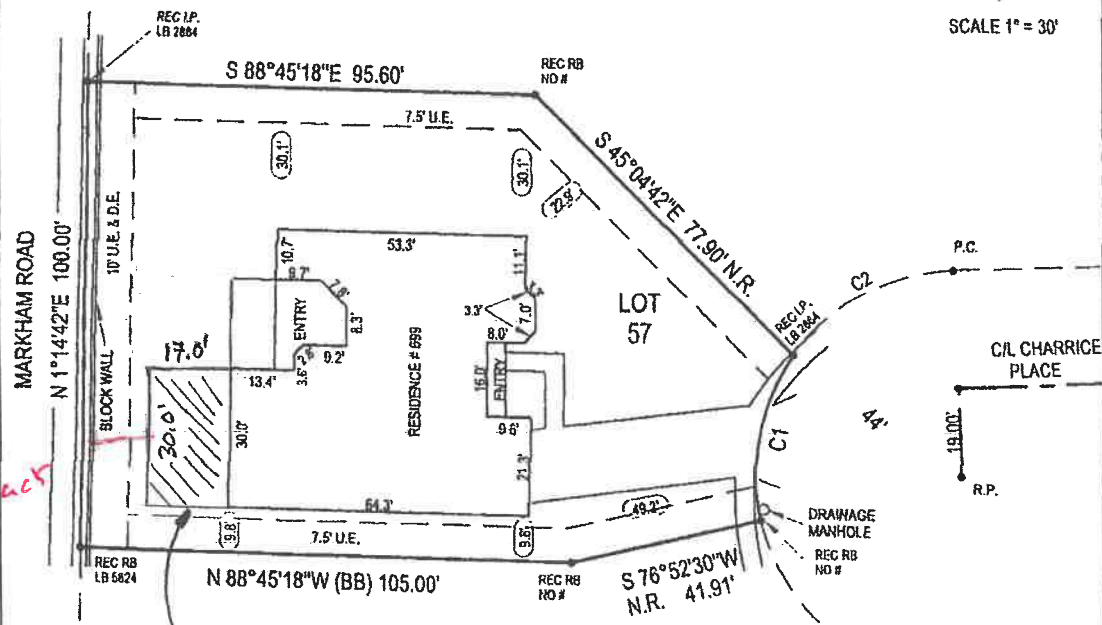 SCALE 1" = 30'
REC I.P.
LB 2884
S 88°45'18"E 95.60'
REC RB
NO #
7.5' U.E.
30.1'
30.1'
S 45°04'42"E 77.90' N.R.
22.9'
MARKHAM ROAD
N 1°14'42"E 100.00'
10' U.E. & D.E.
BLOCK WALL
53.3'
10.7'
9.7'
7.8'
ENTRY
8.3'
9.2'
3.6'
13.4'
11.1'
3.3'
7.0'
8.0'
16.0'
ENTRY
9.6'
21.3'
LOT
57
RESIDENCE # 699
17.0'
30.0'
30.0'
64.3'
P.C.
C2
REC I.P.
LB 2884
C/L CHARRICE
PLACE
C1
44'
19.00'
R.P.
49.2'
DRAINAGE
MANHOLE
REC RB
NO #
9.8'
7.5' U.E.
9.8'
REC RB
LB 5824
N 88°45'18"W (BB) 105.00'
REC RB
NO #
S 76°52'30"W
N.R. 41.91'